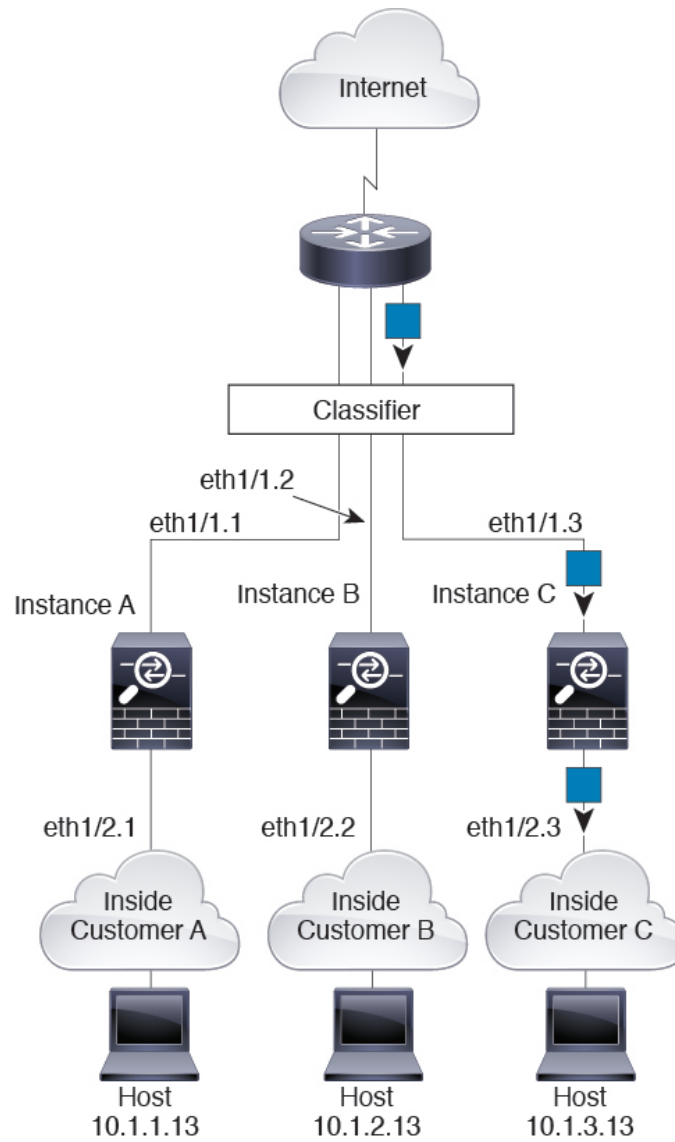 Internet
Classifier
eth1/1.2
eth1/1.1
eth1/1.3
Instance A
Instance B
Instance C
eth1/2.1
eth1/2.2
eth1/2.3
Inside
Customer A
Inside
Customer B
Inside
Customer C
Host
10.1.1.13
Host
10.1.2.13
Host
10.1.3.13